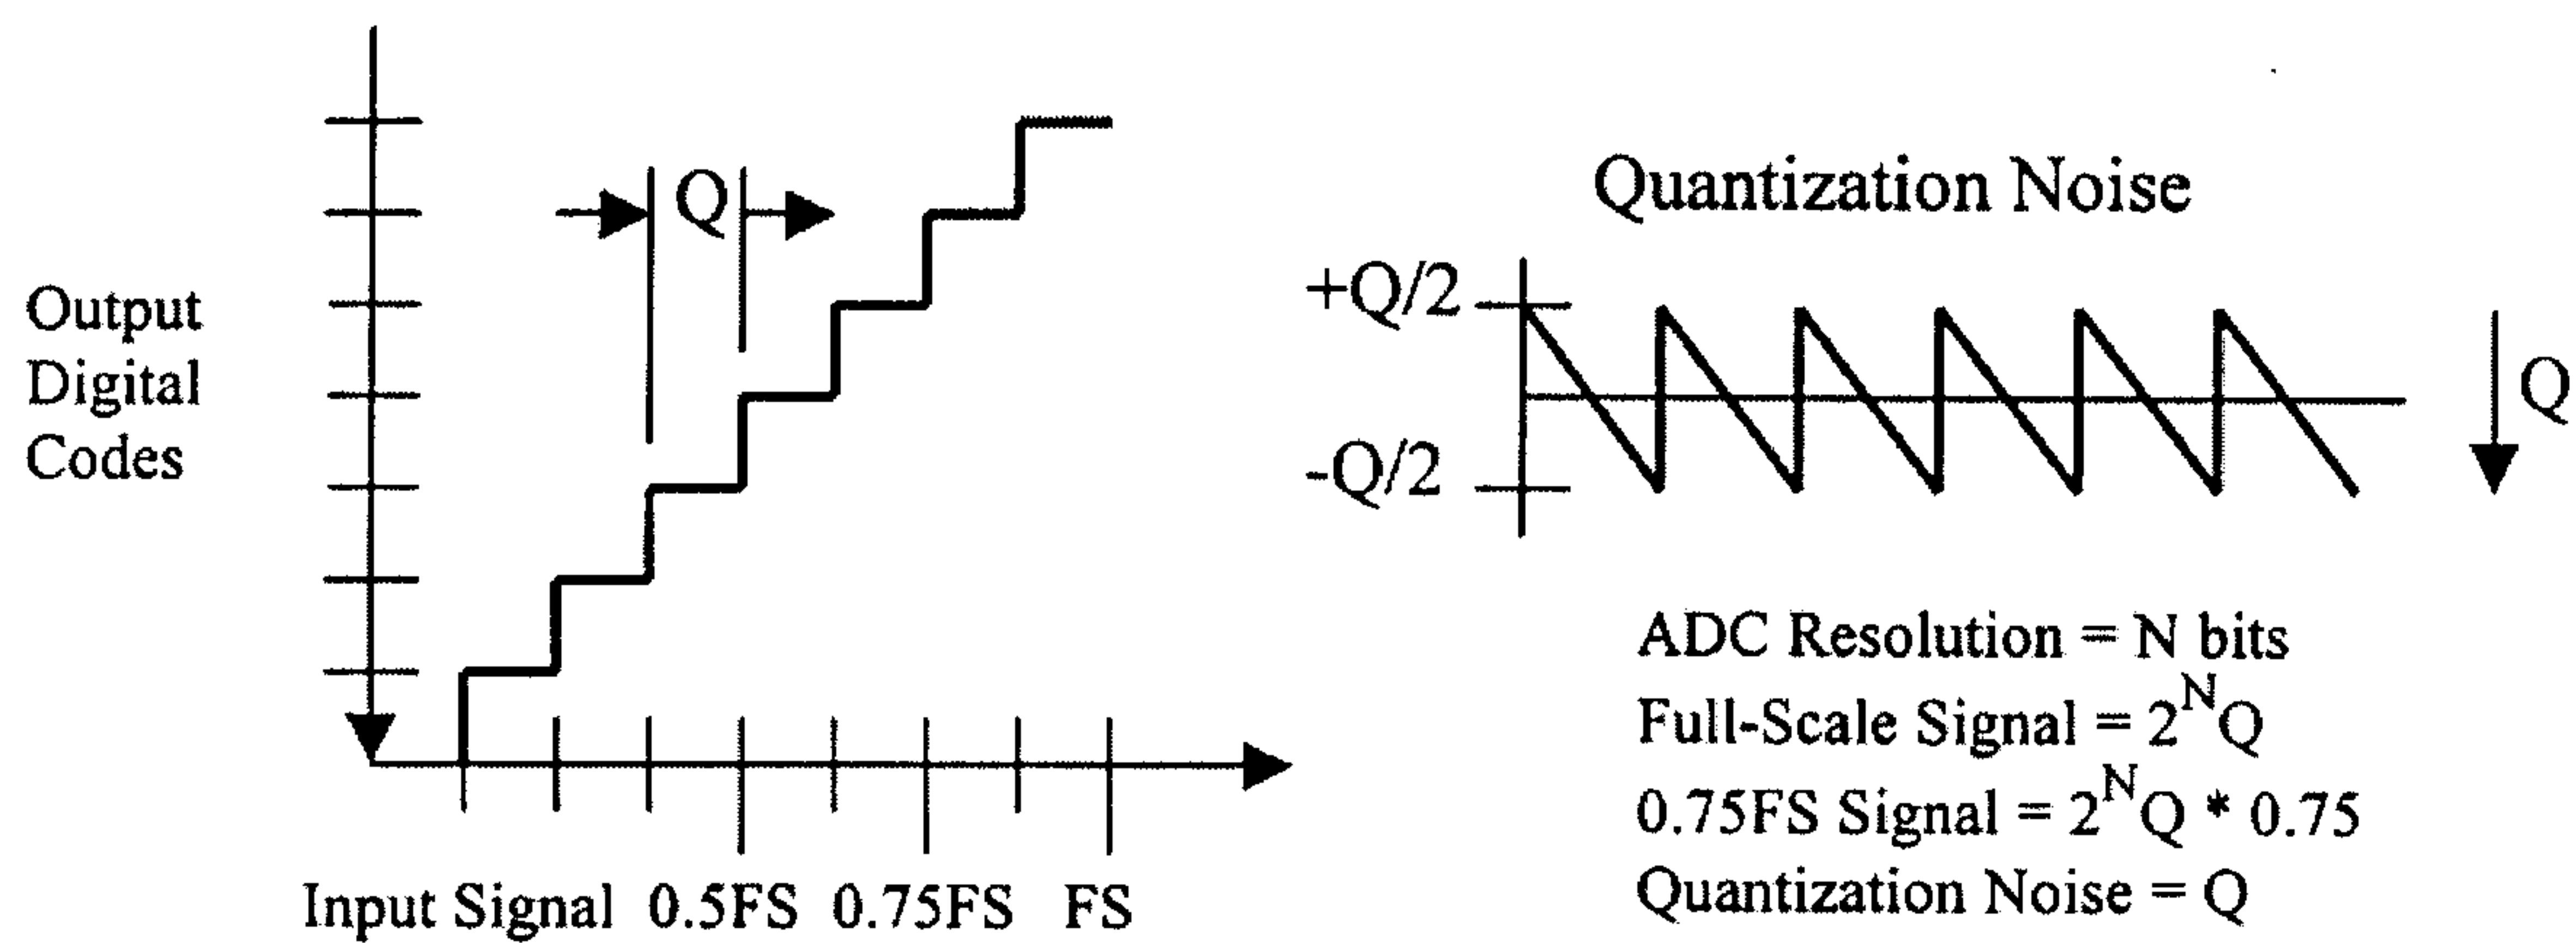 Output
Digital
Codes
Q
Input Signal 0.5FS 0.75FS FS
Quantization Noise
+Q/2
-Q/2
Q
ADC Resolution = N bits
Full-Scale Signal = 2^N Q
0.75FS Signal = 2^N Q * 0.75
Quantization Noise = Q